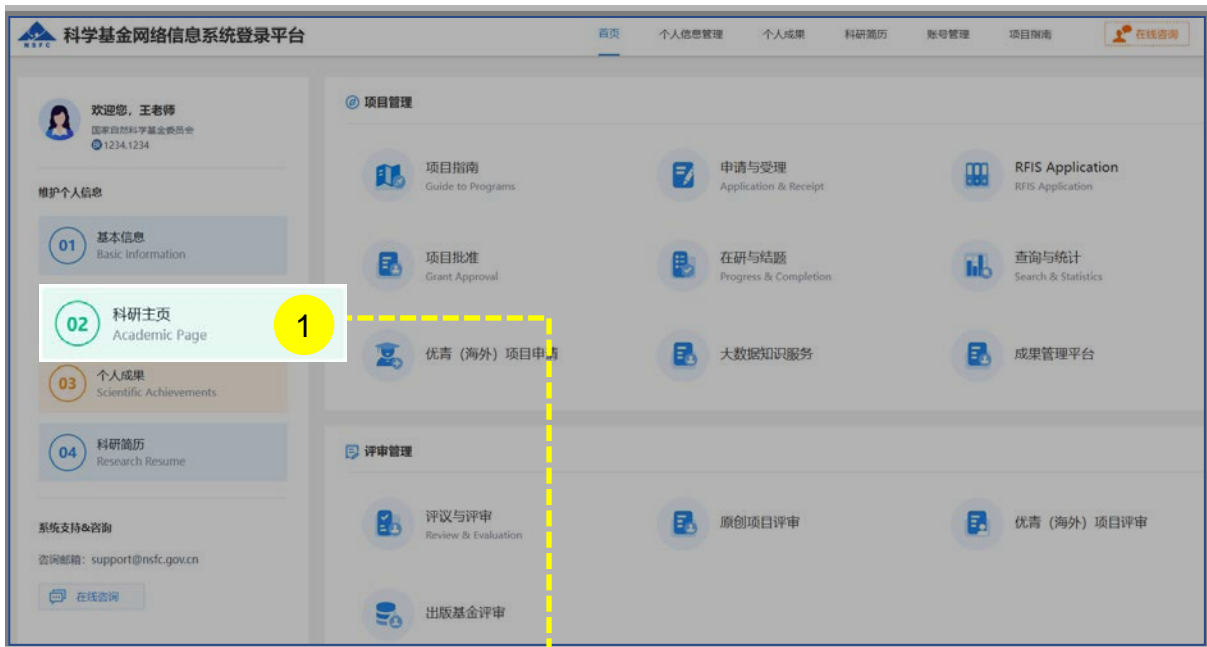 NSFC
科学基金网络信息系统登录平台
首页 个人信息管理 个人成果 科研简历 账号管理 项目指南 在线咨询
欢迎您，王老师
国家自然科学基金委员会
1234.1234
维护个人信息
01 基本信息
Basic Information
02 科研主页
Academic Page
1
03 个人成果
Scientific Achievements
04 科研简历
Research Resume
系统支持&咨询
咨询邮箱：support@nsfc.gov.cn
在线咨询
项目管理
项目指南 申请与受理 RFIS Application
Guide to Programs Application & Receipt RFIS Application
项目批准 在研与结题 查询与统计
Grant Approval Progress & Completion Search & Statistics
优青（海外）项目申请 大数据知识服务 成果管理平台
评审管理
评议与评审 原创项目评审 优青（海外）项目评审
Review & Evaluation
出版基金评审